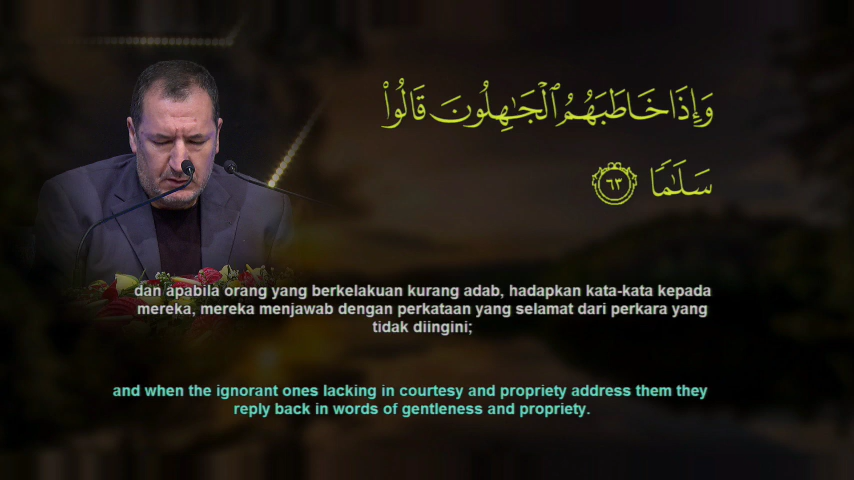 وَإِذَا خَاطَبَهُمُ ٱلْجَٰهِلُونَ قَالُوا۟
سَلَٰمًا ٦٣
dan apabila orang yang berkelakuan kurang adab, hadapkan kata-kata kepada
mereka, mereka menjawab dengan perkataan yang selamat dari perkara yang
tidak diingini;
and when the ignorant ones lacking in courtesy and propriety address them they
reply back in words of gentleness and propriety.